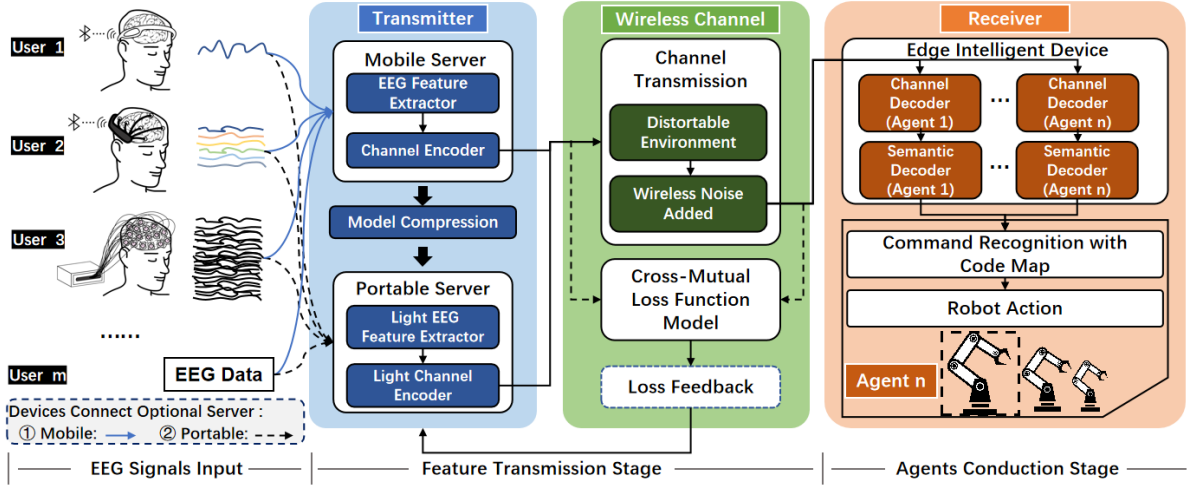 User 1
User 2
User 3
......
User m
EEG Data
Devices Connect Optional Server :
① Mobile:
② Portable:
EEG Signals Input
Transmitter
Mobile Server
EEG Feature
Extractor
Channel Encoder
Model Compression
Portable Server
Light EEG
Feature Extractor
Light Channel
Encoder
Wireless Channel
Channel
Transmission
Distortable
Environment
Wireless Noise
Added
Cross-Mutual
Loss Function
Model
Loss Feedback
Feature Transmission Stage
Receiver
Edge Intelligent Device
Channel
Decoder
(Agent 1)
...
Channel
Decoder
(Agent n)
Semantic
Decoder
(Agent 1)
...
Semantic
Decoder
(Agent n)
Command Recognition with
Code Map
Robot Action
Agent n
Agents Conduction Stage